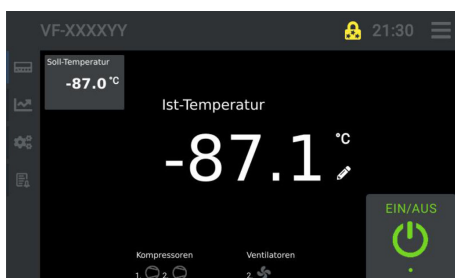 VF-XXXXYY
21:30
Soll-Temperatur
-87.0 °C
Ist-Temperatur
-87.1 °C
EIN/AUS
Kompressoren
Ventilatoren
1. 2.
2.